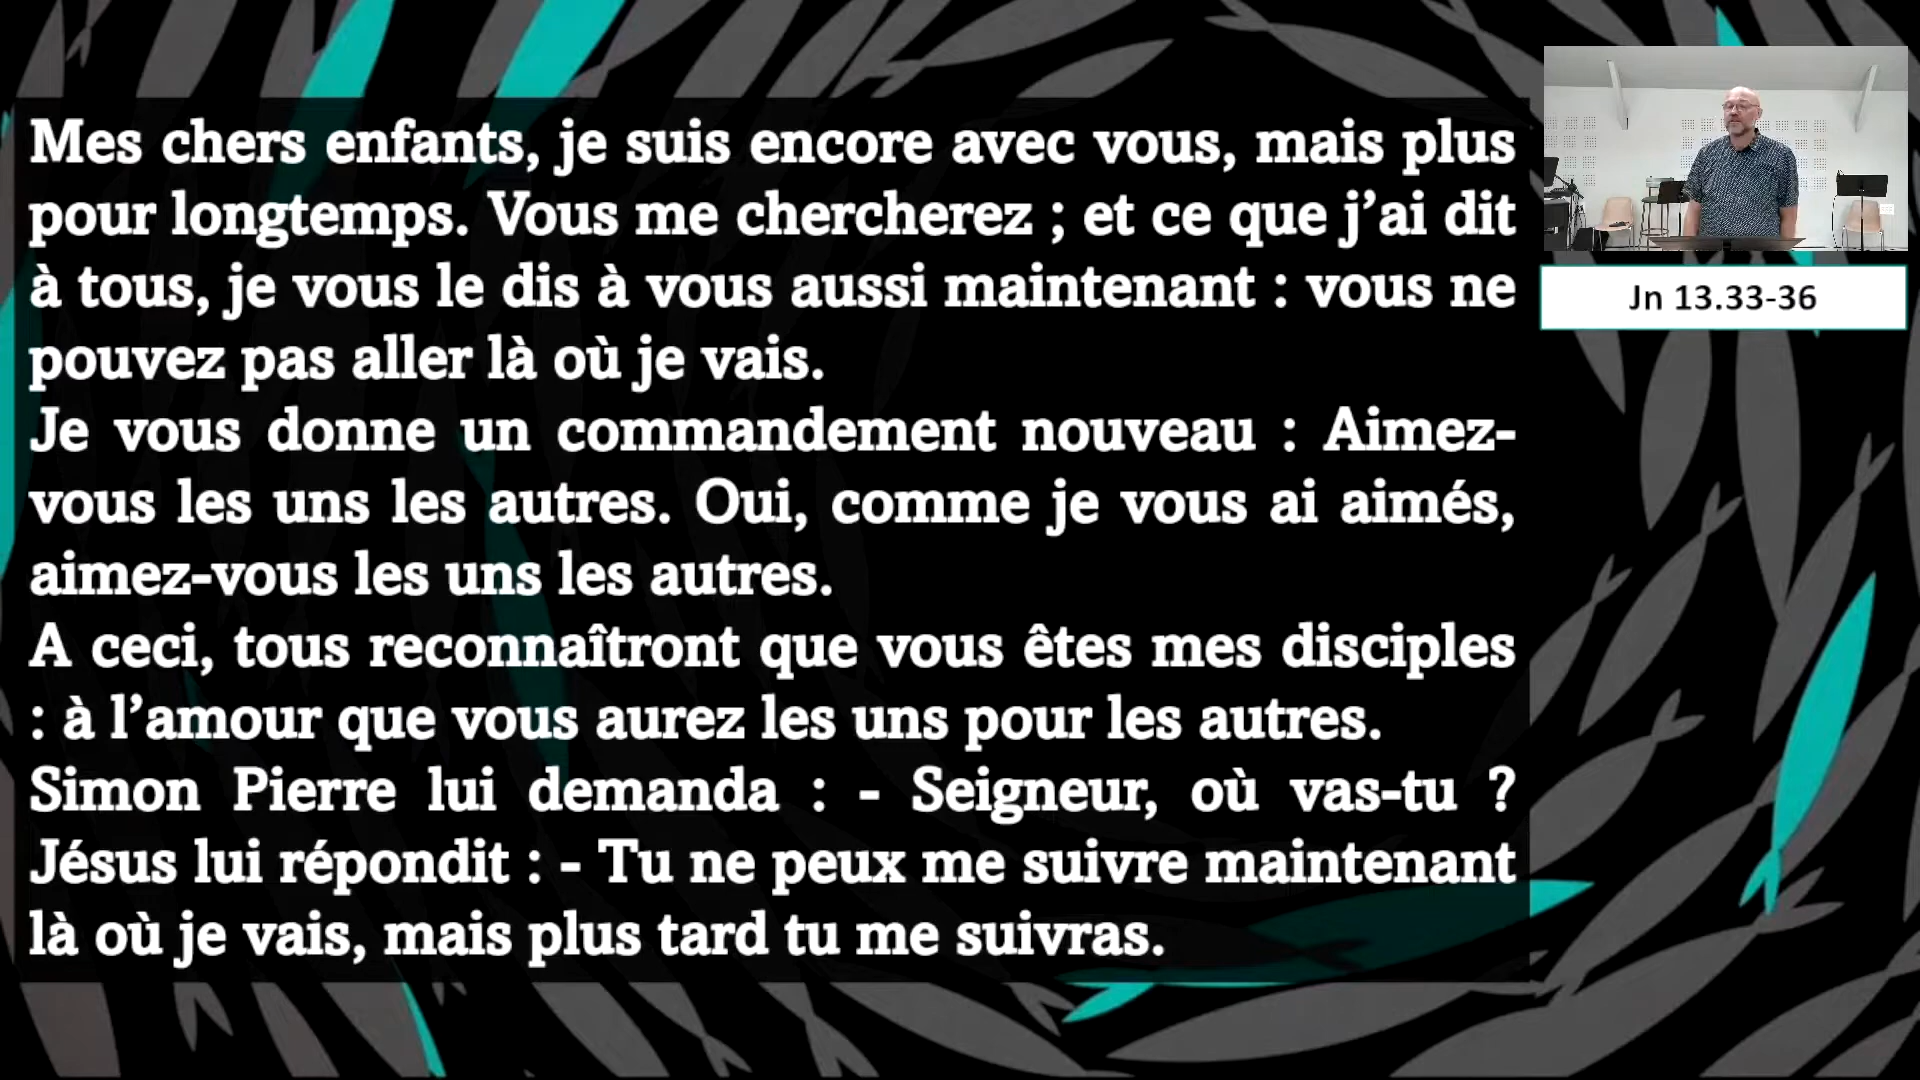 Mes chers enfants, je suis encore avec vous, mais plus
pour longtemps. Vous me chercherez ; et ce que j’ai dit
à tous, je vous le dis à vous aussi maintenant : vous ne
pouvez pas aller là où je vais.
Je vous donne un commandement nouveau : Aimez-
vous les uns les autres. Oui, comme je vous ai aimés,
aimez-vous les uns les autres.
A ceci, tous reconnaîtront que vous êtes mes disciples
: à l’amour que vous aurez les uns pour les autres.
Simon Pierre lui demanda : - Seigneur, où vas-tu ?
Jésus lui répondit : - Tu ne peux me suivre maintenant
là où je vais, mais plus tard tu me suivras.
Jn 13.33-36